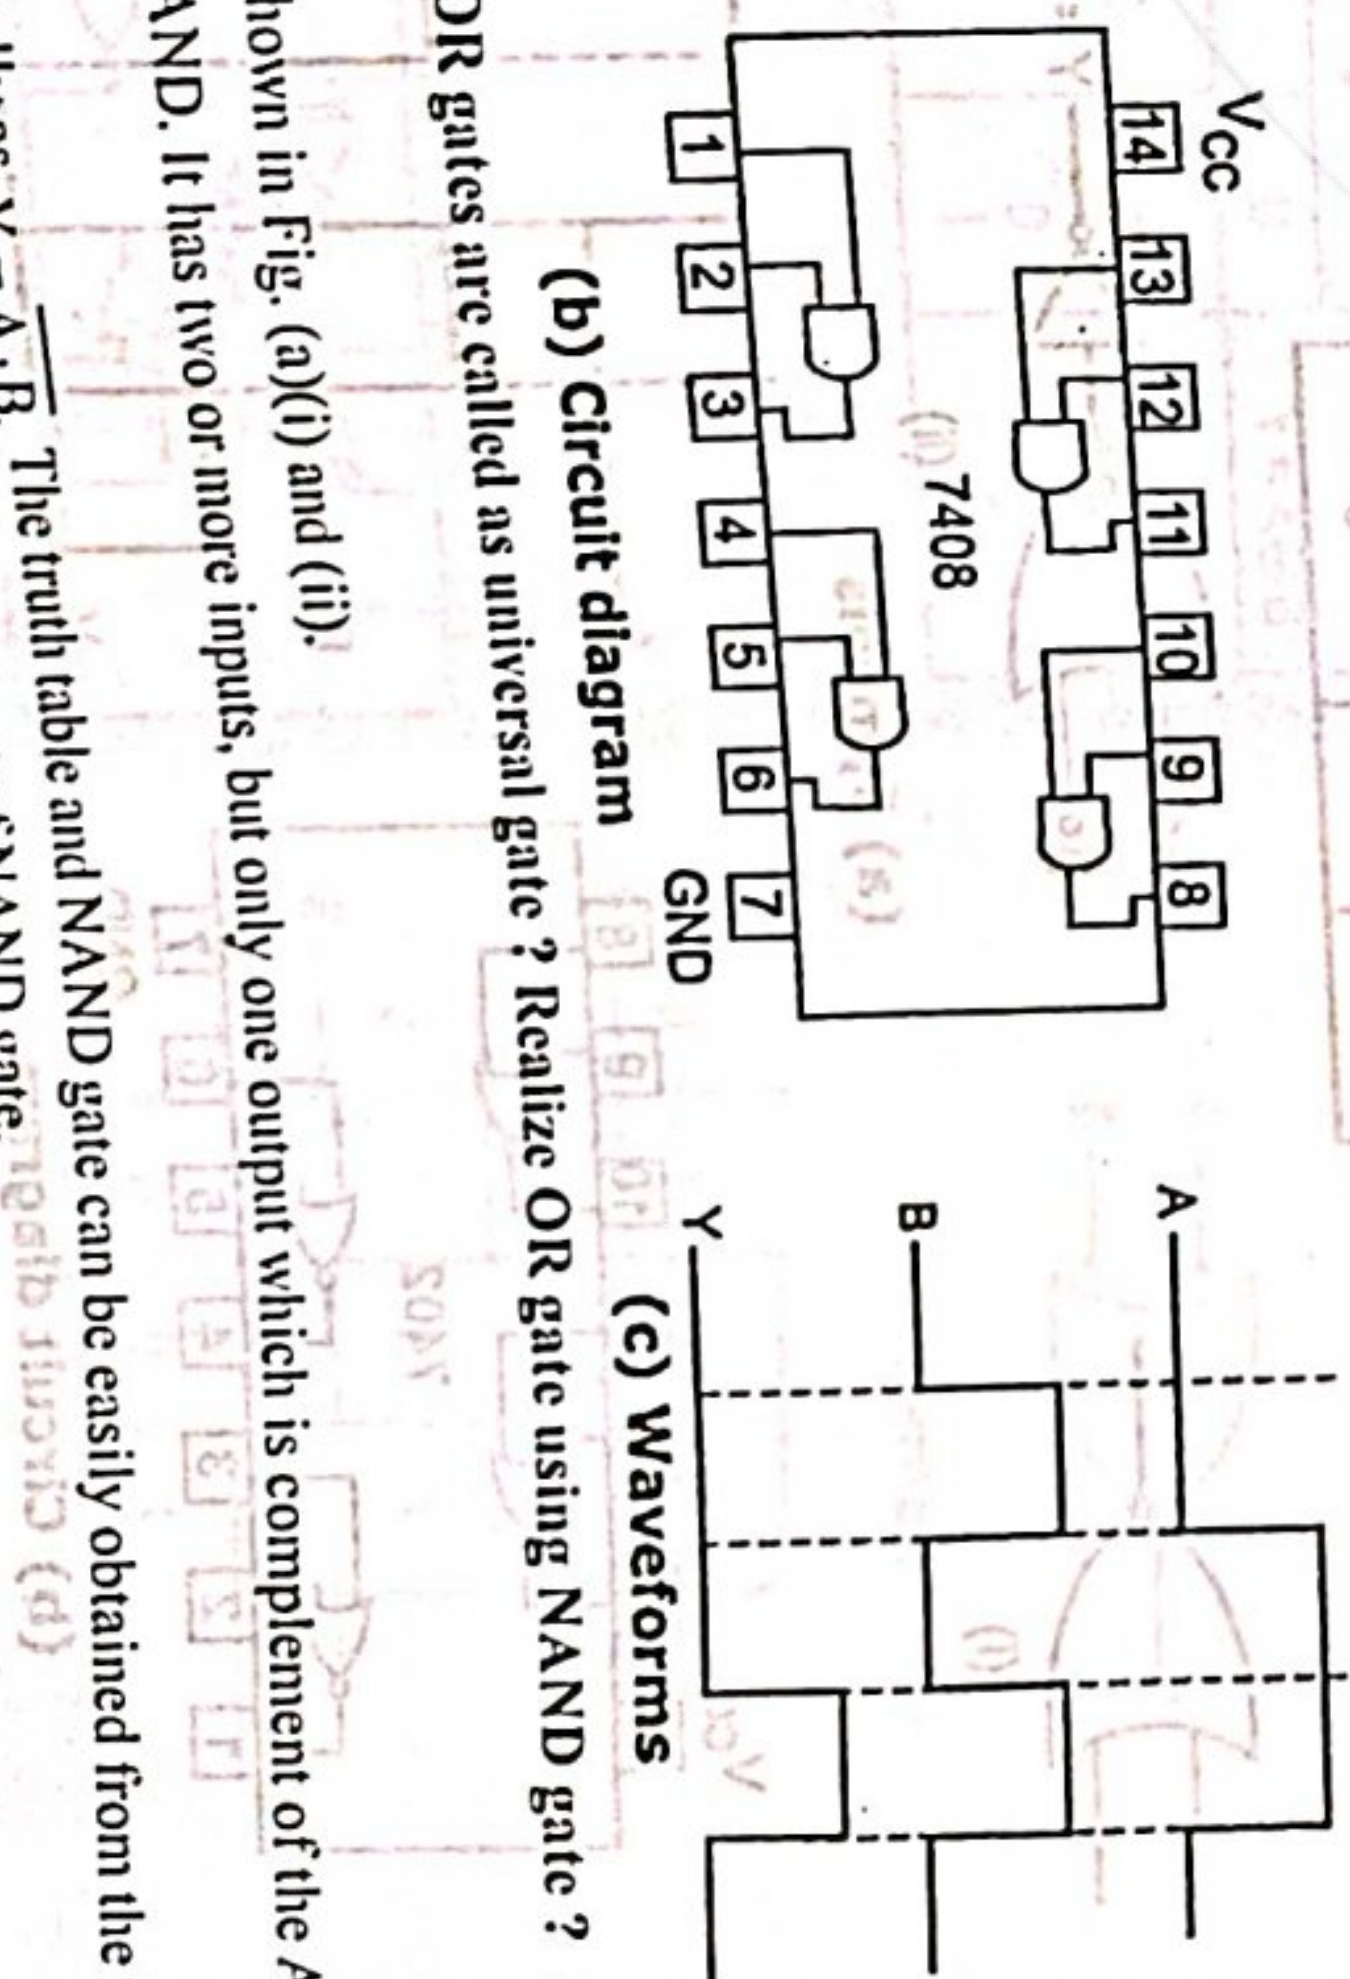 V_CC
14 13 12 11 10 9 8
7408
1 2 3 4 5 6 7
GND
A
B
Y
(b) Circuit diagram
(c) Waveforms
OR gates are called as universal gate ? Realize OR gate using NAND gate ?
hown in Fig. (a)(i) and (ii).
AND. It has two or more inputs, but only one output which is complement of the A
A . B. The truth table and NAND gate can be easily obtained from the
NAND gate.